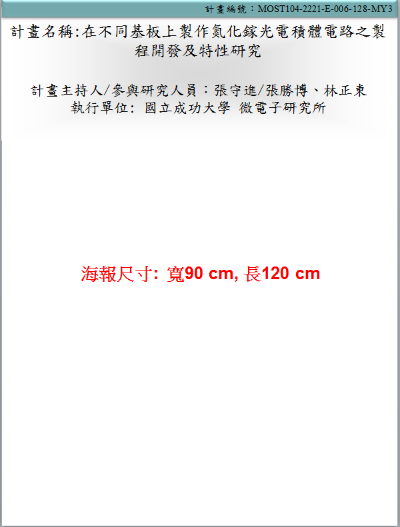 計畫編號：MOST104-2221-E-006-128-MY3
計畫名稱:在不同基板上製作氮化鎵光電積體電路之製
程開發及特性研究
計畫主持人/參與研究人員：張守進/張勝博、林正東
執行單位: 國立成功大學 微電子研究所
海報尺寸: 寬90 cm, 長120 cm